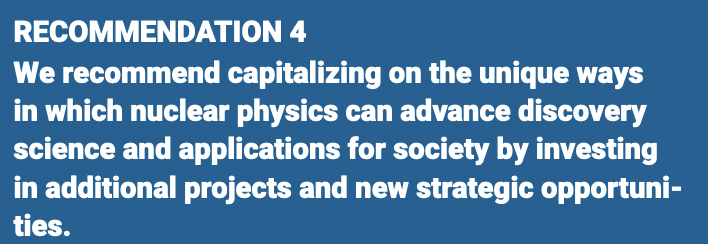 RECOMMENDATION 4
We recommend capitalizing on the unique ways
in which nuclear physics can advance discovery
science and applications for society by investing
in additional projects and new strategic opportuni-
ties.